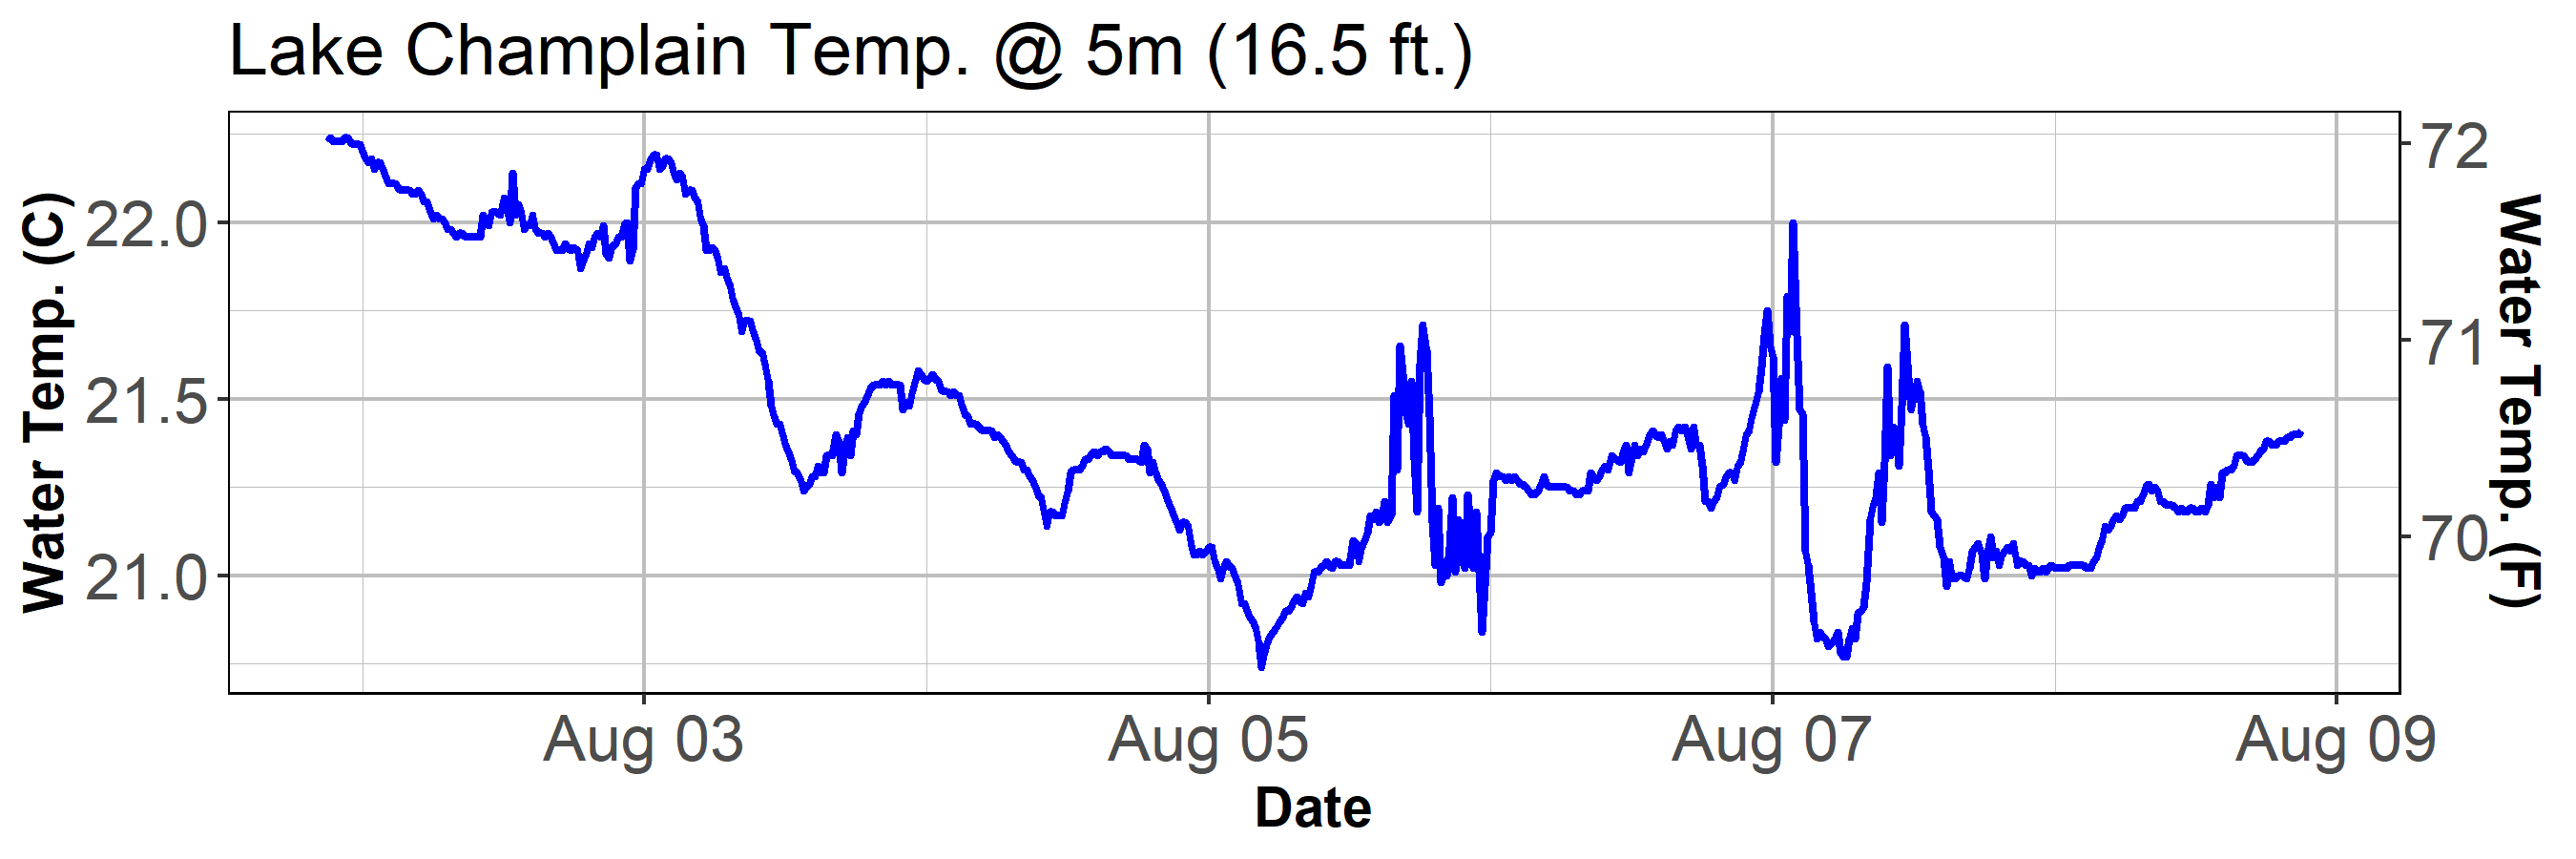 Lake Champlain Temp. @ 5m (16.5 ft.)
Water Temp. (C)
22.0
21.5
21.0
72
71
70
Water Temp. (F)
Aug 03
Aug 05
Aug 07
Aug 09
Date